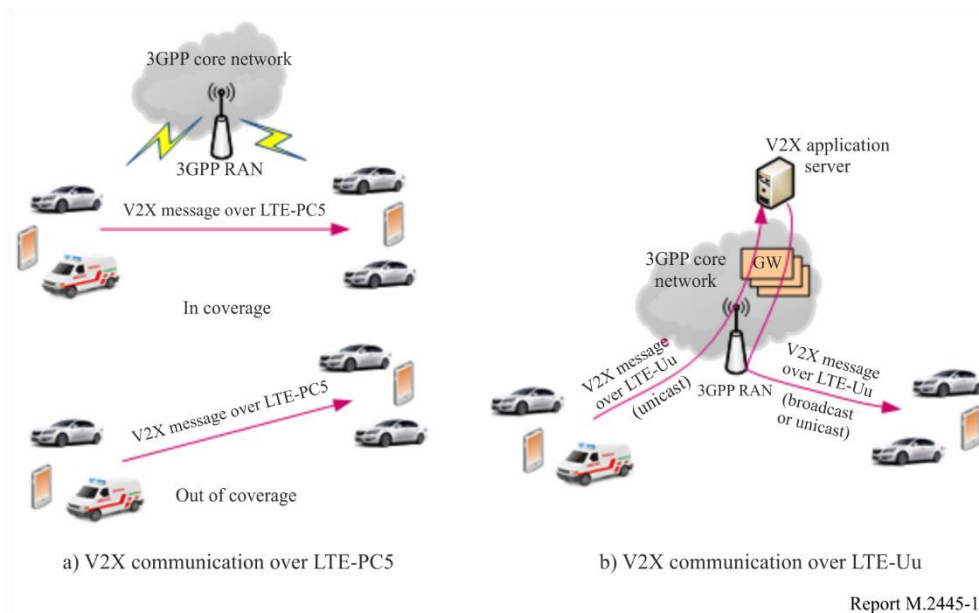 3GPP core network
3GPP RAN
V2X message over LTE-PC5
In coverage
V2X message over LTE-PC5
Out of coverage
a) V2X communication over LTE-PC5
V2X application
server
3GPP core
network
GW
V2X message
over LTE-Uu
(unicast)
3GPP RAN
V2X message
over LTE-Uu
(broadcast
or unicast)
b) V2X communication over LTE-Uu
Report M.2445-1